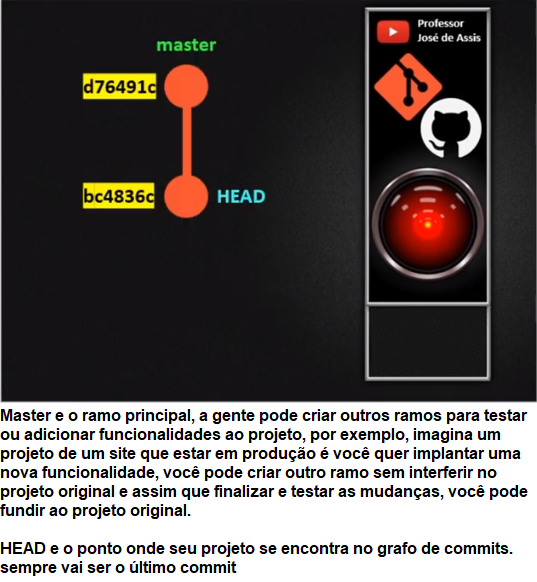 Professor
José de Assis
master
d76491c
bc4836c
HEAD
Master e o ramo principal, a gente pode criar outros ramos para testar
ou adicionar funcionalidades ao projeto, por exemplo, imagina um
projeto de um site que estar em produção é você quer implantar uma
nova funcionalidade, você pode criar outro ramo sem interferir no
projeto original e assim que finalizar e testar as mudanças, você pode
fundir ao projeto original.
HEAD e o ponto onde seu projeto se encontra no grafo de commits.
sempre vai ser o último commit